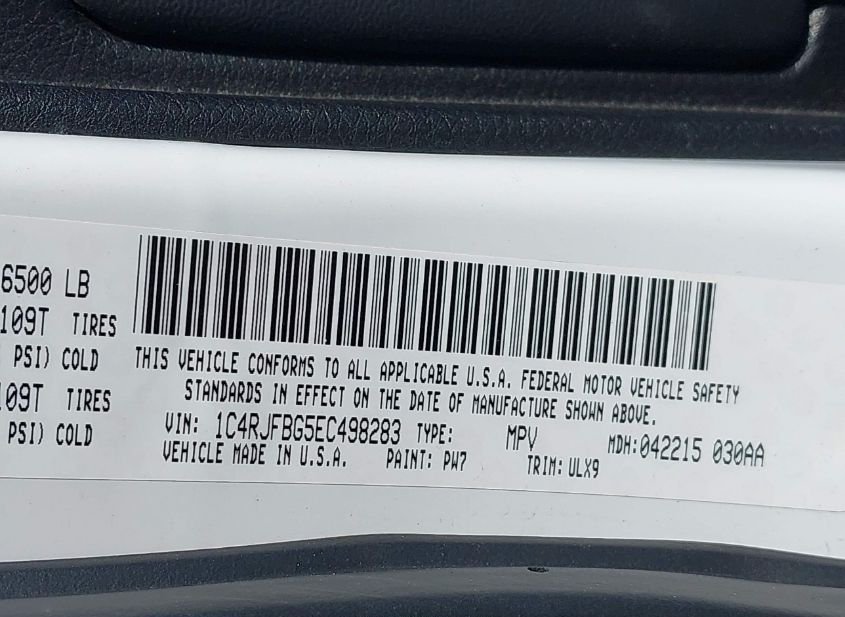 6500 LB
109T TIRES
PSI) COLD
109T TIRES
PSI) COLD
THIS VEHICLE CONFORMS TO ALL APPLICABLE U.S.A. FEDERAL MOTOR VEHICLE SAFETY
STANDARDS IN EFFECT ON THE DATE OF MANUFACTURE SHOWN ABOVE.
VIN: 1C4RJFBG5EC498283 TYPE: MPV MDH:042215 030AA
VEHICLE MADE IN U.S.A. PAINT: PW7 TRIM: ULX9